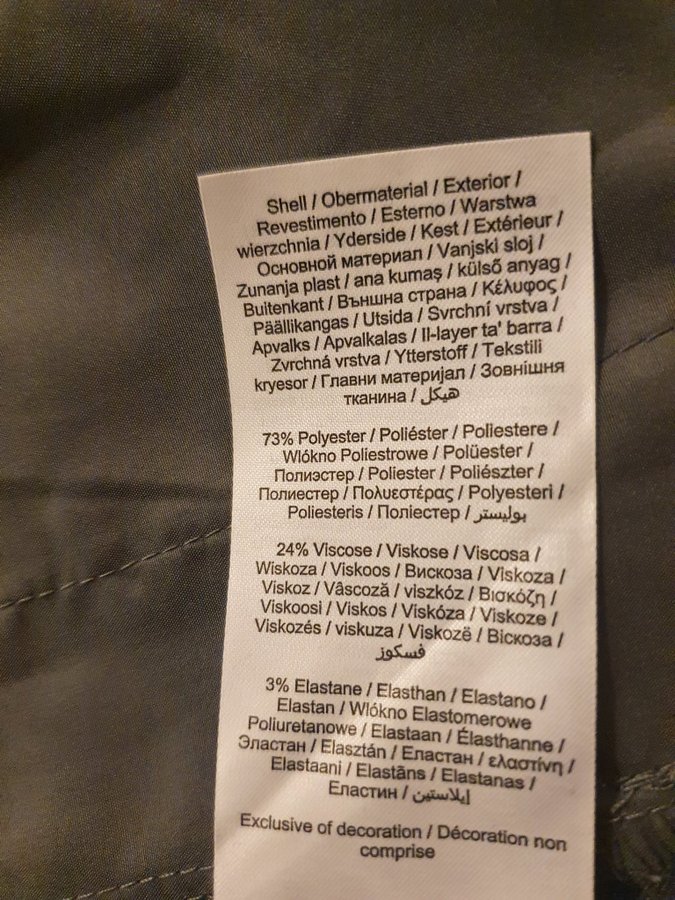 Shell / Obermaterial / Exterior /
Revestimento / Esterno / Warstwa
wierzchnia / Yderside / Kest / Extérieur /
Основной материал / Vanjski sloj /
Zunanja plast / ana kumaş / külső anyag /
Buitenkant / Външна страна / Κέλυφος /
Päällikangas / Utsida / Svrchní vrstva /
Apvalks / Apvalkalas / Il-layer ta' barra /
Zvrchná vrstva / Ytterstoff / Tekstili
kryesor / Главни материјал / Зовнішня
тканина / هيكل
73% Polyester / Poliéster / Poliestere /
Wlókno Poliestrowe / Polüester /
Полиэстер / Poliester / Poliészter /
Полиестер / Πολυεστέρας / Polyesteri /
Poliesteris / Поліестер / بوليستر
24% Viscose / Viskose / Viscosa /
Wiskoza / Viskoos / Вискоза / Viskoza /
Viskoz / Vâscoză / viszkóz / Βισκόζη /
Viskoosi / Viskos / Viskóza / Viskoze /
Viskozés / viskuza / Viskozë / Віскоза /
فسكوز
3% Elastane / Elasthan / Elastano /
Elastan / Wlókno Elastomerowe
Poliuretanowe / Elastaan / Élasthanne /
Эластан / Elasztán / Еластан / ελαστίνη /
Elastaani / Elastāns / Elastanas /
Еластин / إيلاستين
Exclusive of decoration / Décoration non
comprise